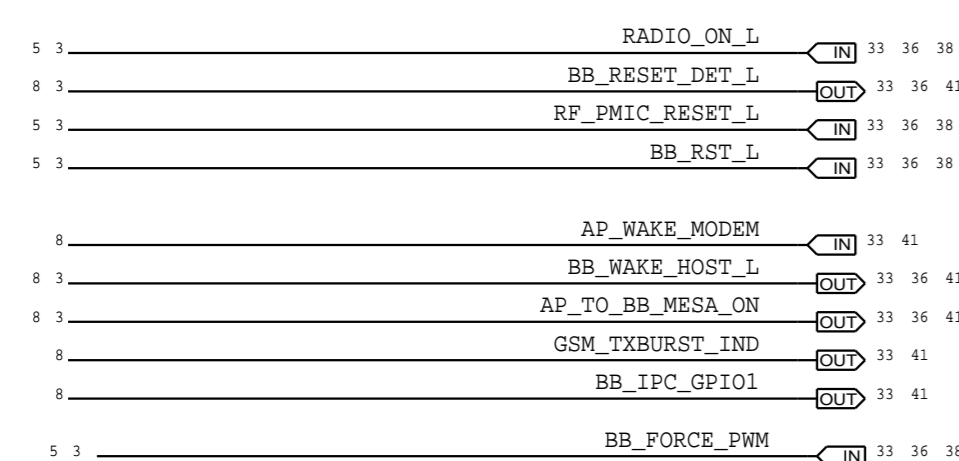 5 3 RADIO_ON_L IN 33 36 38
8 3 BB_RESET_DET_L OUT 33 36 41
5 3 RF_PMIC_RESET_L IN 33 36 38
5 3 BB_RST_L IN 33 36 38
8 AP_WAKE_MODEM IN 33 41
8 3 BB_WAKE_HOST_L OUT 33 36 41
8 3 AP_TO_BB_MESA_ON OUT 33 36 41
8 GSM_TXBURST_IND OUT 33 41
8 BB_IPC_GPIO1 OUT 33 41
5 3 BB_FORCE_PWM IN 33 36 38